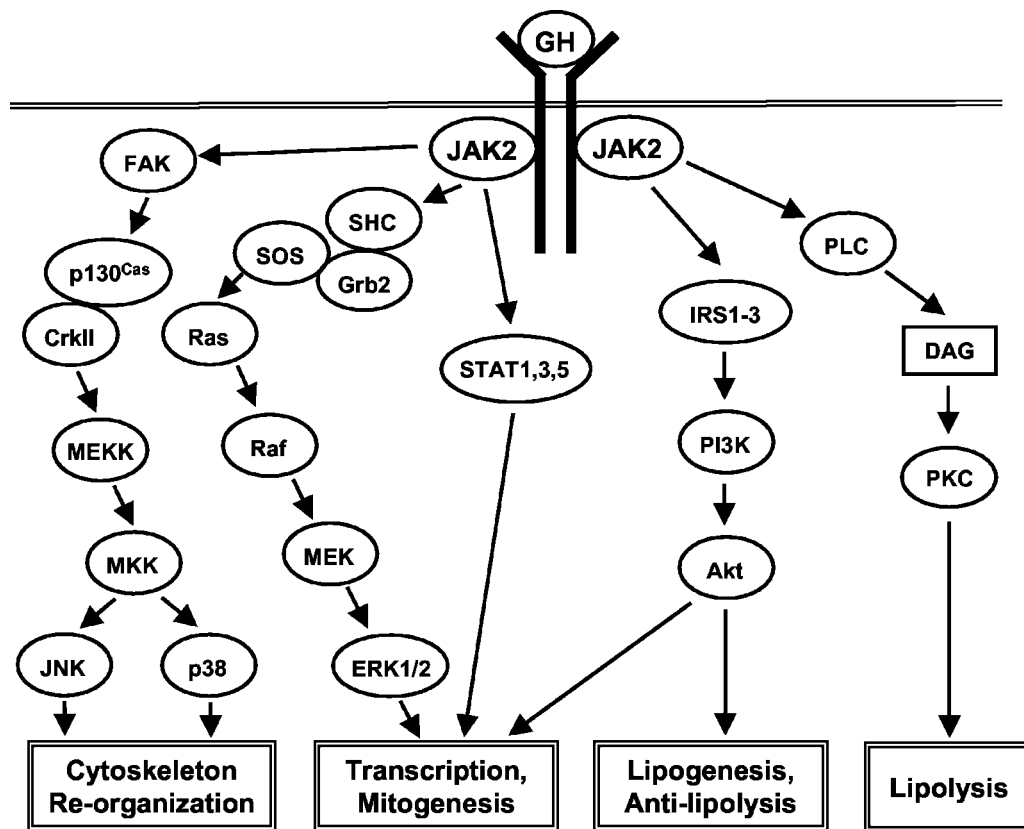 GH
JAK2
JAK2
FAK
SHC
SOS
Grb2
PLC
p130Cas
CrkII
Ras
IRS1-3
DAG
STAT1,3,5
MEKK
Raf
PI3K
PKC
MKK
MEK
Akt
JNK
p38
ERK1/2
Cytoskeleton
Re-organization
Transcription,
Mitogenesis
Lipogenesis,
Anti-lipolysis
Lipolysis